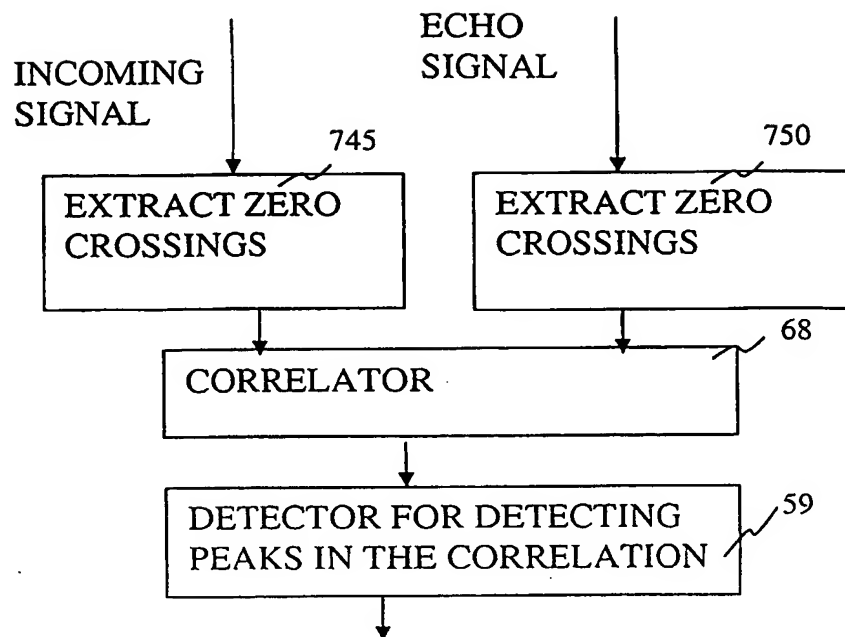 INCOMING
SIGNAL
ECHO
SIGNAL
745
EXTRACT ZERO
CROSSINGS
750
EXTRACT ZERO
CROSSINGS
68
CORRELATOR
59
DETECTOR FOR DETECTING
PEAKS IN THE CORRELATION